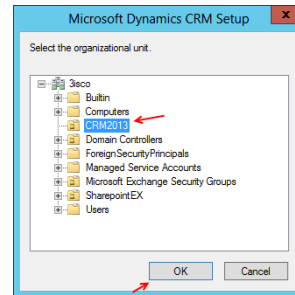 Microsoft Dynamics CRM Setup
x
Select the organizational unit.
3isco
Builtin
Computers
CRM2013
Domain Controllers
ForeignSecurityPrincipals
Managed Service Accounts
Microsoft Exchange Security Groups
SharepointEX
Users
OK Cancel